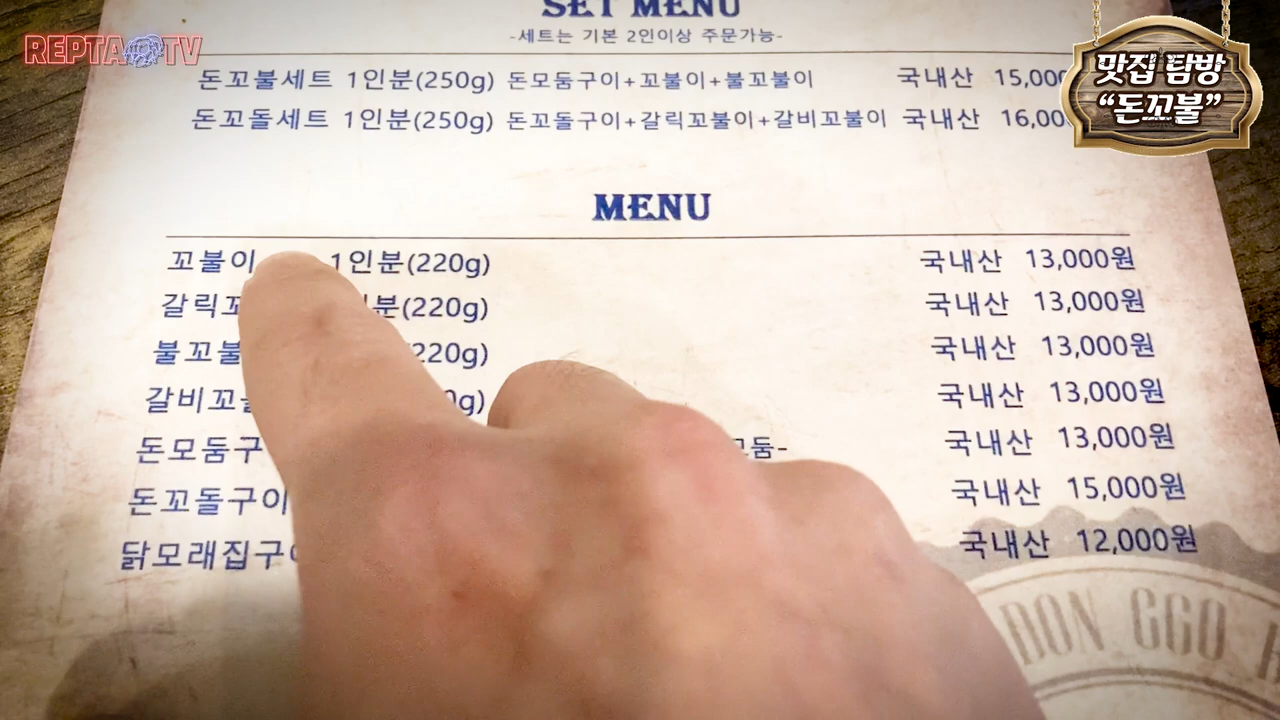 SET MENU
-세트는 기본 2인이상 주문가능-
REPTA TV
맛집 탐방
“돈꼬불”
돈꼬불세트 1인분(250g) 돈모둠구이+꼬불이+불꼬불이 국내산 15,000
돈꼬돌세트 1인분(250g) 돈꼬돌구이+갈릭꼬불이+갈비꼬불이 국내산 16,00
MENU
꼬불이 1인분(220g) 국내산 13,000원
갈릭꼬 인분(220g) 국내산 13,000원
불꼬불 220g) 국내산 13,000원
갈비꼬 0g) 국내산 13,000원
돈모둠구 모둠- 국내산 13,000원
돈꼬돌구이 국내산 15,000원
닭모래집구이 국내산 12,000원
DON GGO